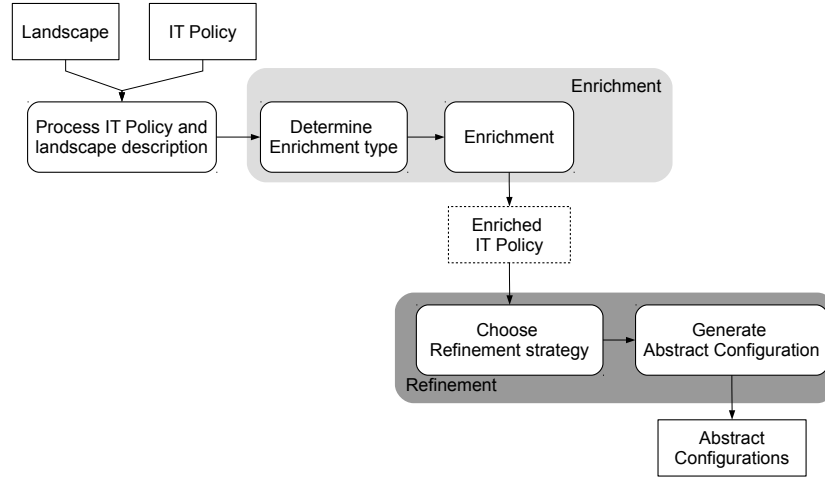 Landscape
IT Policy
Enrichment
Process IT Policy and
landscape description
Determine
Enrichment type
Enrichment
Enriched
IT Policy
Choose
Refinement strategy
Generate
Abstract Configuration
Refinement
Abstract
Configurations